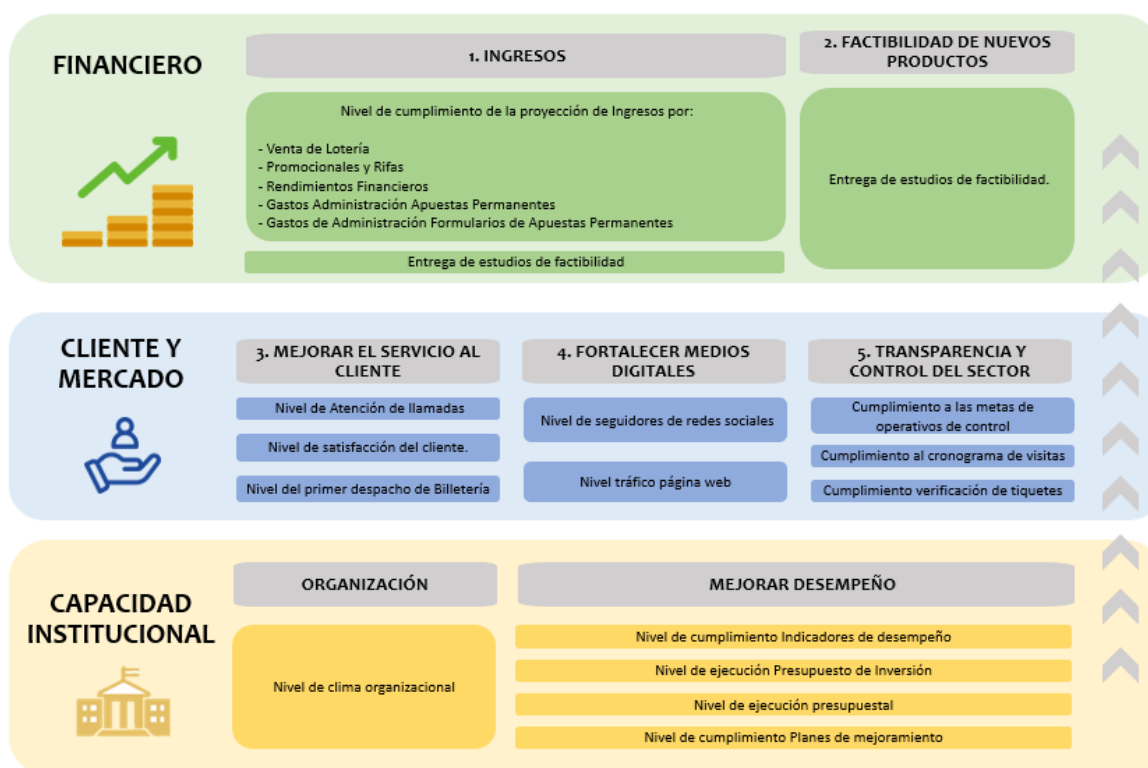 FINANCIERO
1. INGRESOS
2. FACTIBILIDAD DE NUEVOS
PRODUCTOS
Nivel de cumplimiento de la proyección de Ingresos por:
- Venta de Lotería
- Promocionales y Rifas
- Rendimientos Financieros
- Gastos Administración Apuestas Permanentes
- Gastos de Administración Formularios de Apuestas Permanentes
Entrega de estudios de factibilidad
Entrega de estudios de factibilidad.
CLIENTE Y
MERCADO
3. MEJORAR EL SERVICIO AL
CLIENTE
Nivel de Atención de llamadas
Nivel de satisfacción del cliente.
Nivel del primer despacho de Billetería
4. FORTALECER MEDIOS
DIGITALES
Nivel de seguidores de redes sociales
Nivel tráfico página web
5. TRANSPARENCIA Y
CONTROL DEL SECTOR
Cumplimiento a las metas de
operativos de control
Cumplimiento al cronograma de visitas
Cumplimiento verificación de tiquetes
CAPACIDAD
INSTITUCIONAL
ORGANIZACIÓN
Nivel de clima organizacional
MEJORAR DESEMPEÑO
Nivel de cumplimiento Indicadores de desempeño
Nivel de ejecución Presupuesto de Inversión
Nivel de ejecución presupuestal
Nivel de cumplimiento Planes de mejoramiento